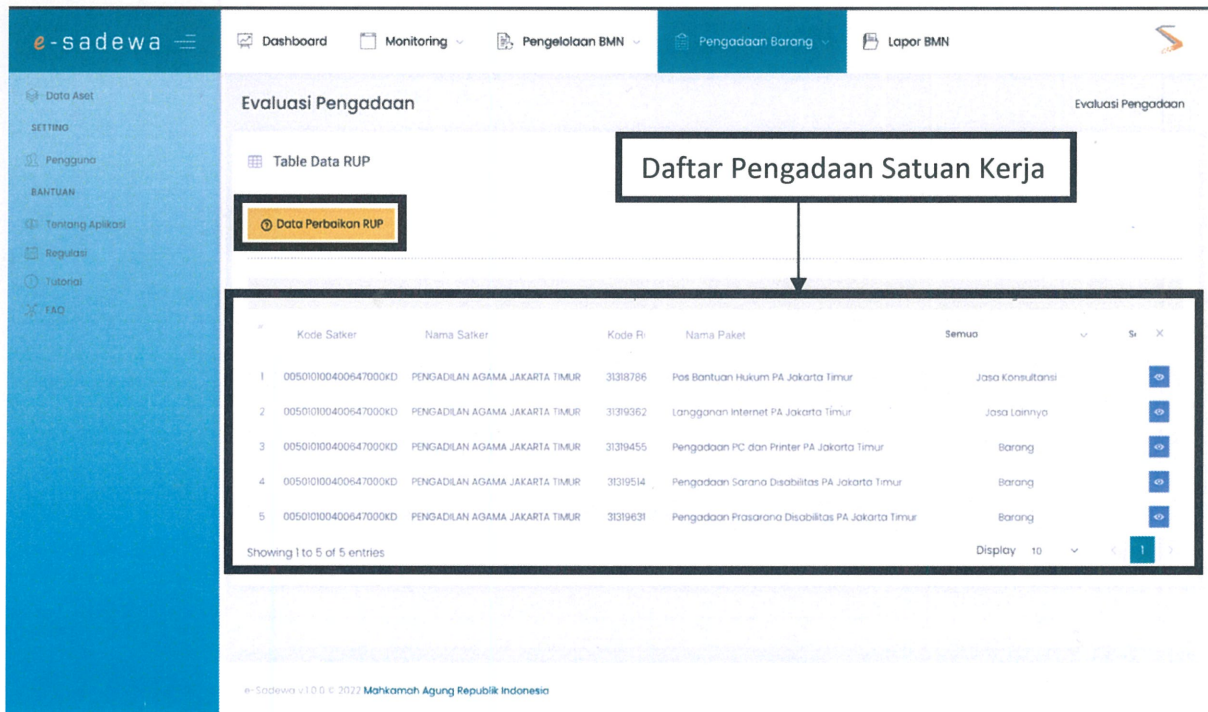 e-sadewa
Dashboard Monitoring Pengelolaan BMN Pengadaan Barang Lapor BMN
Data Aset
SETTING
Pengguna
BANTUAN
Tentang Aplikasi
Regulasi
Tutorial
FAQ
Evaluasi Pengadaan
Evaluasi Pengadaan
Table Data RUP
Daftar Pengadaan Satuan Kerja
Data Perbaikan RUP
Kode Satker Nama Satker Kode R Nama Paket Semua
1 005010100400647000KD PENGADILAN AGAMA JAKARTA TIMUR 31318786 Pos Bantuan Hukum PA Jakarta Timur Jasa Konsultansi
2 005010100400647000KD PENGADILAN AGAMA JAKARTA TIMUR 31319362 Langganan Internet PA Jakarta Timur Jasa Lainnya
3 005010100400647000KD PENGADILAN AGAMA JAKARTA TIMUR 31319455 Pengadaan PC dan Printer PA Jakarta Timur Barang
4 005010100400647000KD PENGADILAN AGAMA JAKARTA TIMUR 31319514 Pengadaan Sarana Disabilitas PA Jakarta Timur Barang
5 005010100400647000KD PENGADILAN AGAMA JAKARTA TIMUR 31319631 Pengadaan Prasarana Disabilitas PA Jakarta Timur Barang
Showing 1 to 5 of 5 entries Display 10 < 1 >
e-Sadewa v.1.0.0 © 2022 Mahkamah Agung Republik Indonesia